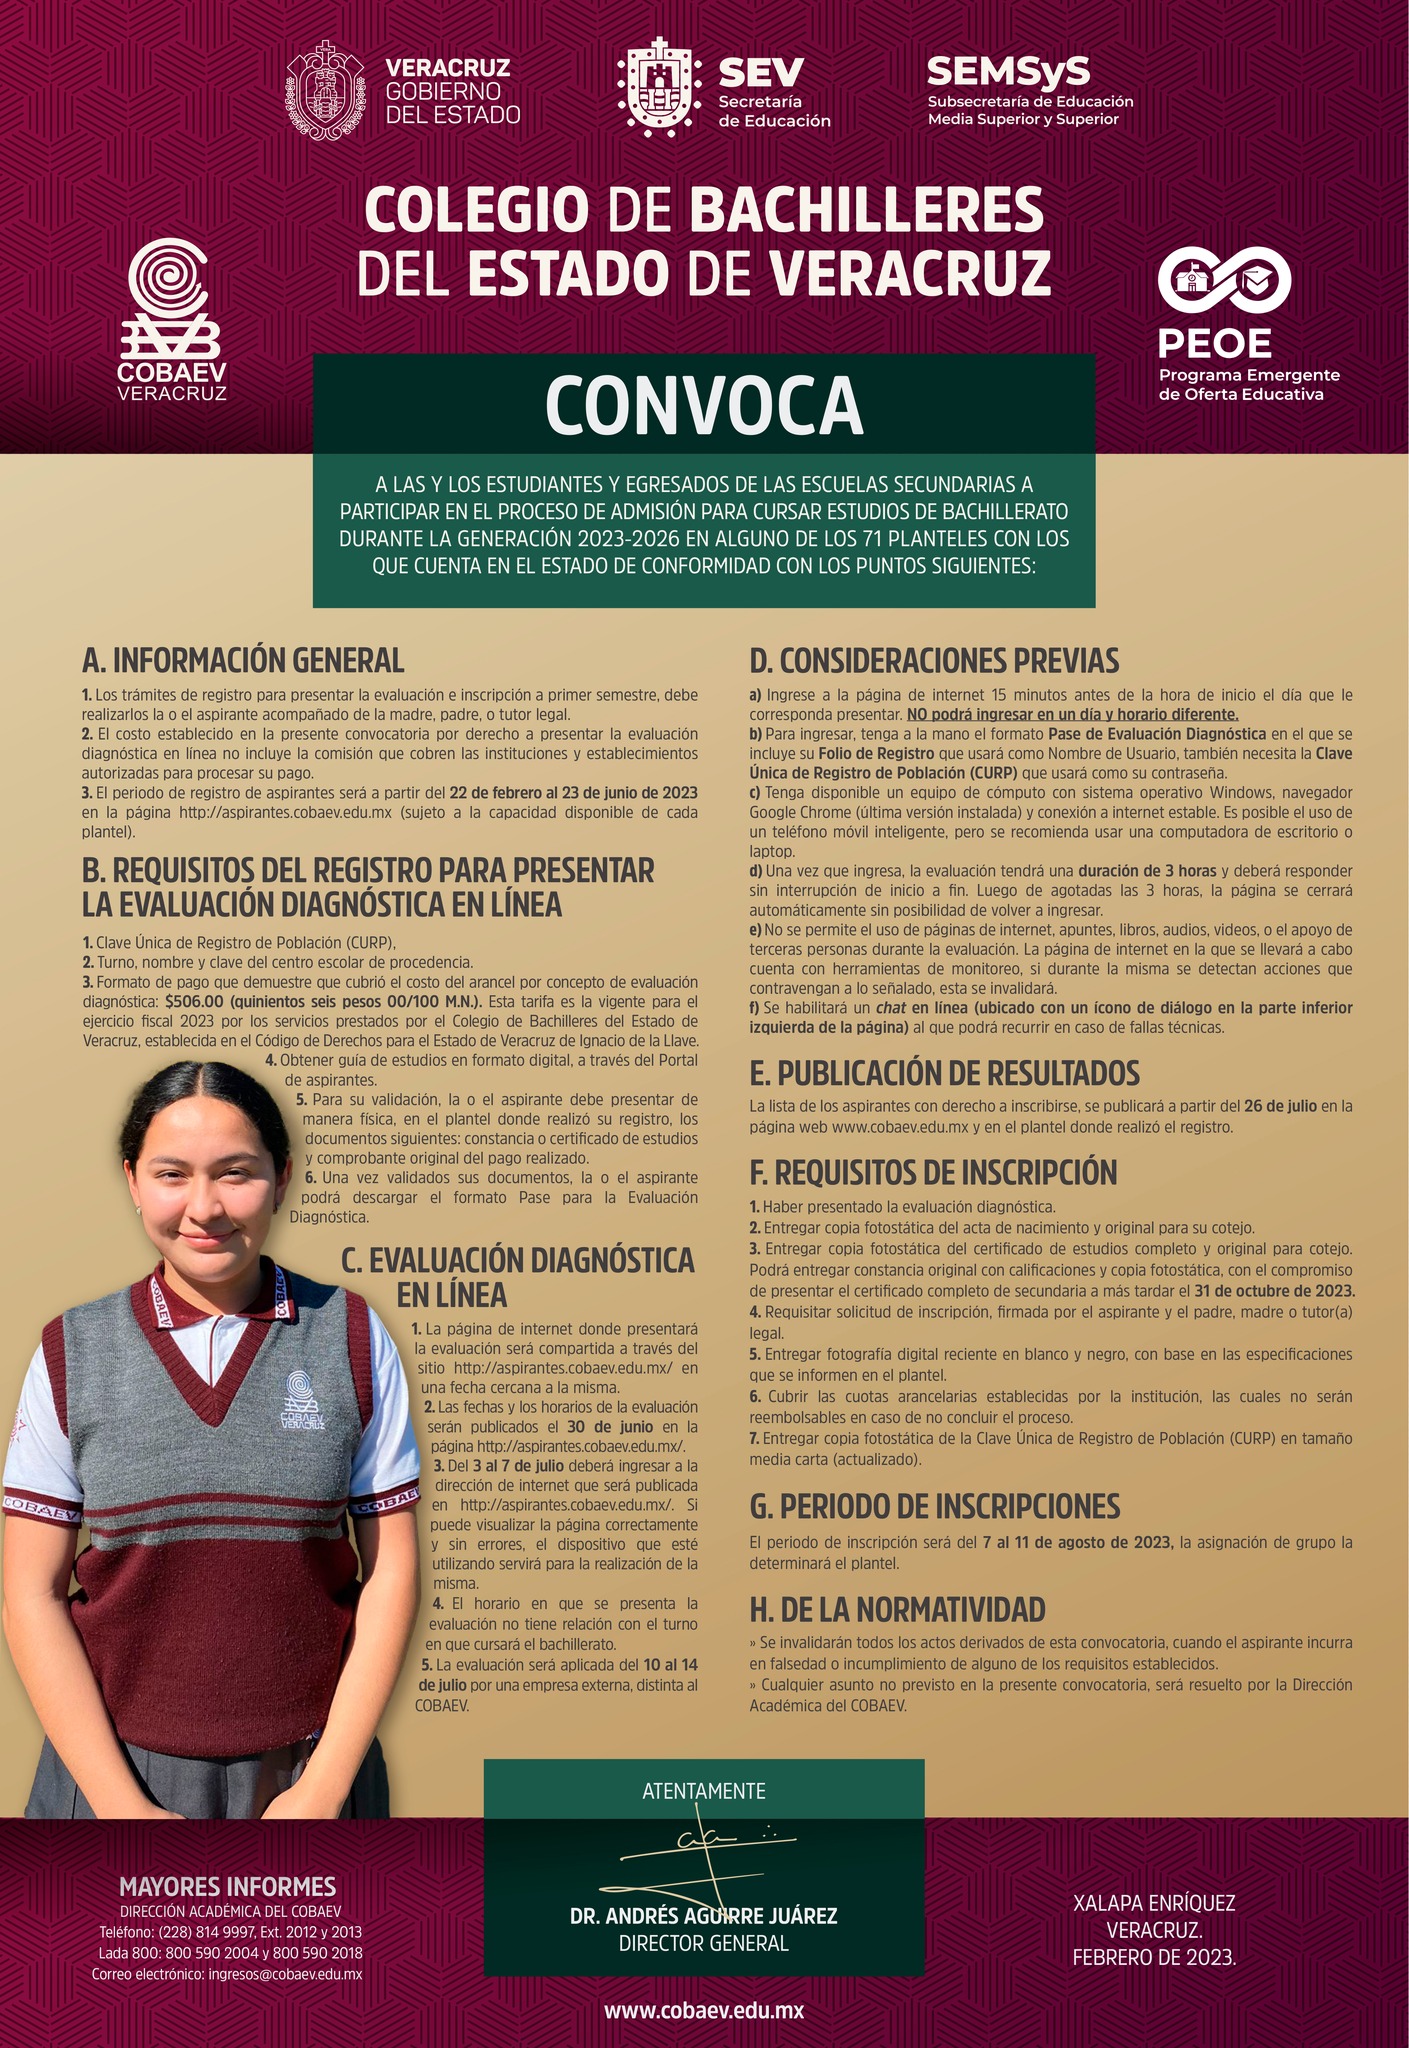 VERACRUZ
GOBIERNO
DEL ESTADO
SEV
Secretaría
de Educación
SEMSyS
Subsecretaría de Educación
Media Superior y Superior
COLEGIO DE BACHILLERES
DEL ESTADO DE VERACRUZ
COBAEV
VERACRUZ
PEOE
Programa Emergente
de Oferta Educativa
CONVOCA
A LAS Y LOS ESTUDIANTES Y EGRESADOS DE LAS ESCUELAS SECUNDARIAS A
PARTICIPAR EN EL PROCESO DE ADMISIÓN PARA CURSAR ESTUDIOS DE BACHILLERATO
DURANTE LA GENERACIÓN 2023-2026 EN ALGUNO DE LOS 71 PLANTELES CON LOS
QUE CUENTA EN EL ESTADO DE CONFORMIDAD CON LOS PUNTOS SIGUIENTES:
A. INFORMACIÓN GENERAL
1. Los trámites de registro para presentar la evaluación e inscripción a primer semestre, debe
realizarlos la o el aspirante acompañado de la madre, padre, o tutor legal.
2. El costo establecido en la presente convocatoria por derecho a presentar la evaluación
diagnóstica en línea no incluye la comisión que cobren las instituciones y establecimientos
autorizadas para procesar su pago.
3. El periodo de registro de aspirantes será a partir del 22 de febrero al 23 de junio de 2023
en la página http://aspirantes.cobaev.edu.mx (sujeto a la capacidad disponible de cada
plantel).
B. REQUISITOS DEL REGISTRO PARA PRESENTAR
LA EVALUACIÓN DIAGNÓSTICA EN LÍNEA
1. Clave Única de Registro de Población (CURP),
2. Turno, nombre y clave del centro escolar de procedencia.
3. Formato de pago que demuestre que cubrió el costo del arancel por concepto de evaluación
diagnóstica: $506.00 (quinientos seis pesos 00/100 M.N.). Esta tarifa es la vigente para el
ejercicio fiscal 2023 por los servicios prestados por el Colegio de Bachilleres del Estado de
Veracruz, establecida en el Código de Derechos para el Estado de Veracruz de Ignacio de la Llave.
4. Obtener guía de estudios en formato digital, a través del Portal
de aspirantes.
5. Para su validación, la o el aspirante debe presentar de
manera física, en el plantel donde realizó su registro, los
documentos siguientes: constancia o certificado de estudios
y comprobante original del pago realizado.
6. Una vez validados sus documentos, la o el aspirante
podrá descargar el formato Pase para la Evaluación
Diagnóstica.
C. EVALUACIÓN DIAGNÓSTICA
EN LÍNEA
1. La página de internet donde presentará
la evaluación será compartida a través del
sitio http://aspirantes.cobaev.edu.mx/ en
una fecha cercana a la misma.
2. Las fechas y los horarios de la evaluación
serán publicados el 30 de junio en la
página http://aspirantes.cobaev.edu.mx/.
3. Del 3 al 7 de julio deberá ingresar a la
dirección de internet que será publicada
en http://aspirantes.cobaev.edu.mx/. Si
puede visualizar la página correctamente
y sin errores, el dispositivo que esté
utilizando servirá para la realización de la
misma.
4. El horario en que se presenta la
evaluación no tiene relación con el turno
en que cursará el bachillerato.
5. La evaluación será aplicada del 10 al 14
de julio por una empresa externa, distinta al
COBAEV.
D. CONSIDERACIONES PREVIAS
a) Ingrese a la página de internet 15 minutos antes de la hora de inicio el día que le
corresponda presentar. NO podrá ingresar en un día y horario diferente.
b) Para ingresar, tenga a la mano el formato Pase de Evaluación Diagnóstica en el que se
incluye su Folio de Registro que usará como Nombre de Usuario, también necesita la Clave
Única de Registro de Población (CURP) que usará como su contraseña.
c) Tenga disponible un equipo de cómputo con sistema operativo Windows, navegador
Google Chrome (última versión instalada) y conexión a internet estable. Es posible el uso de
un teléfono móvil inteligente, pero se recomienda usar una computadora de escritorio o
laptop.
d) Una vez que ingresa, la evaluación tendrá una duración de 3 horas y deberá responder
sin interrupción de inicio a fin. Luego de agotadas las 3 horas, la página se cerrará
automáticamente sin posibilidad de volver a ingresar.
e) No se permite el uso de páginas de internet, apuntes, libros, audios, videos, o el apoyo de
terceras personas durante la evaluación. La página de internet en la que se llevará a cabo
cuenta con herramientas de monitoreo, si durante la misma se detectan acciones que
contravengan a lo señalado, esta se invalidará.
f) Se habilitará un chat en línea (ubicado con un ícono de diálogo en la parte inferior
izquierda de la página) al que podrá recurrir en caso de fallas técnicas.
E. PUBLICACIÓN DE RESULTADOS
La lista de los aspirantes con derecho a inscribirse, se publicará a partir del 26 de julio en la
página web www.cobaev.edu.mx y en el plantel donde realizó el registro.
F. REQUISITOS DE INSCRIPCIÓN
1. Haber presentado la evaluación diagnóstica.
2. Entregar copia fotostática del acta de nacimiento y original para su cotejo.
3. Entregar copia fotostática del certificado de estudios completo y original para cotejo.
Podrá entregar constancia original con calificaciones y copia fotostática, con el compromiso
de presentar el certificado completo de secundaria a más tardar el 31 de octubre de 2023.
4. Requisitar solicitud de inscripción, firmada por el aspirante y el padre, madre o tutor(a)
legal.
5. Entregar fotografía digital reciente en blanco y negro, con base en las especificaciones
que se informen en el plantel.
6. Cubrir las cuotas arancelarias establecidas por la institución, las cuales no serán
reembolsables en caso de no concluir el proceso.
7. Entregar copia fotostática de la Clave Única de Registro de Población (CURP) en tamaño
media carta (actualizado).
G. PERIODO DE INSCRIPCIONES
El periodo de inscripción será del 7 al 11 de agosto de 2023, la asignación de grupo la
determinará el plantel.
H. DE LA NORMATIVIDAD
» Se invalidarán todos los actos derivados de esta convocatoria, cuando el aspirante incurra
en falsedad o incumplimiento de alguno de los requisitos establecidos.
» Cualquier asunto no previsto en la presente convocatoria, será resuelto por la Dirección
Académica del COBAEV.
COBAEV
COBAEV
COBAEV
VERACRUZ
COBAEV
COBAEV
ATENTAMENTE
DR. ANDRÉS AGUIRRE JUÁREZ
DIRECTOR GENERAL
MAYORES INFORMES
DIRECCIÓN ACADÉMICA DEL COBAEV
Teléfono: (228) 814 9997, Ext. 2012 y 2013
Lada 800: 800 590 2004 y 800 590 2018
Correo electrónico: ingresos@cobaev.edu.mx
XALAPA ENRÍQUEZ
VERACRUZ.
FEBRERO DE 2023.
www.cobaev.edu.mx